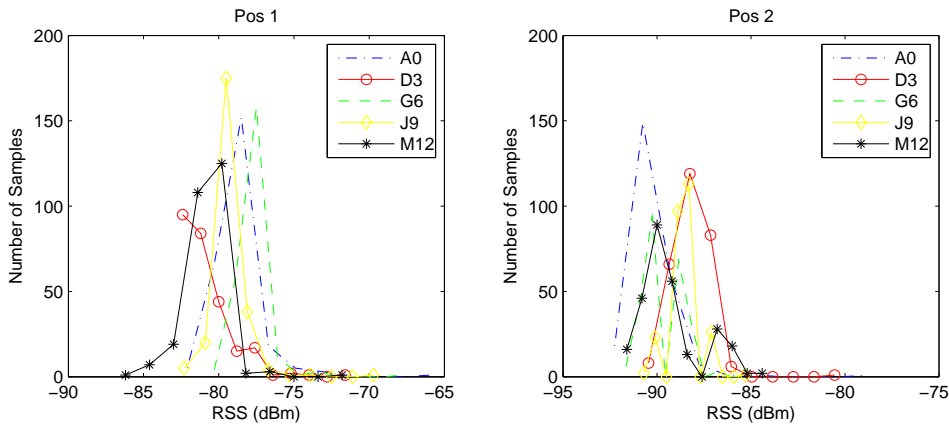 Pos 1
Number of Samples
200
150
100
50
0
−90
−85
−80
−75
−70
−65
RSS (dBm)
A0
D3
G6
J9
M12
Pos 2
Number of Samples
200
150
100
50
0
−95
−90
−85
−80
−75
RSS (dBm)
A0
D3
G6
J9
M12